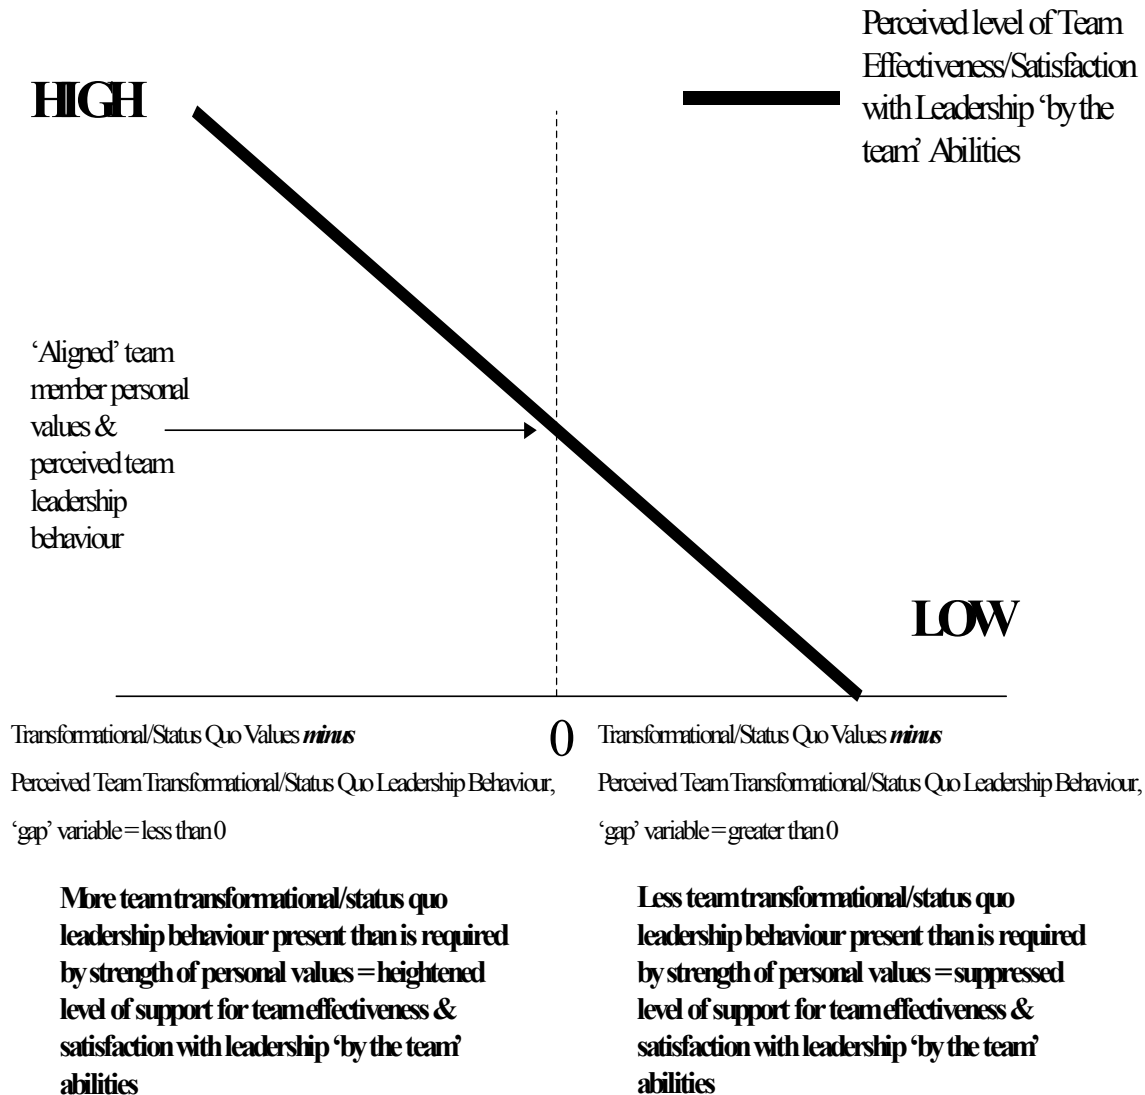 Perceived level of Team
Effectiveness/Satisfaction
with Leadership ‘by the
team’ Abilities
HIGH
‘Aligned’ team
member personal
values &
perceived team
leadership
behaviour
LOW
0
Transformational/Status Quo Values minus
Perceived Team Transformational/Status Quo Leadership Behaviour,
‘gap’ variable = less than 0
Transformational/Status Quo Values minus
Perceived Team Transformational/Status Quo Leadership Behaviour,
‘gap’ variable = greater than 0
More team transformational/status quo
leadership behaviour present than is required
by strength of personal values = heightened
level of support for team effectiveness &
satisfaction with leadership ‘by the team’
abilities
Less team transformational/status quo
leadership behaviour present than is required
by strength of personal values = suppressed
level of support for team effectiveness &
satisfaction with leadership ‘by the team’
abilities